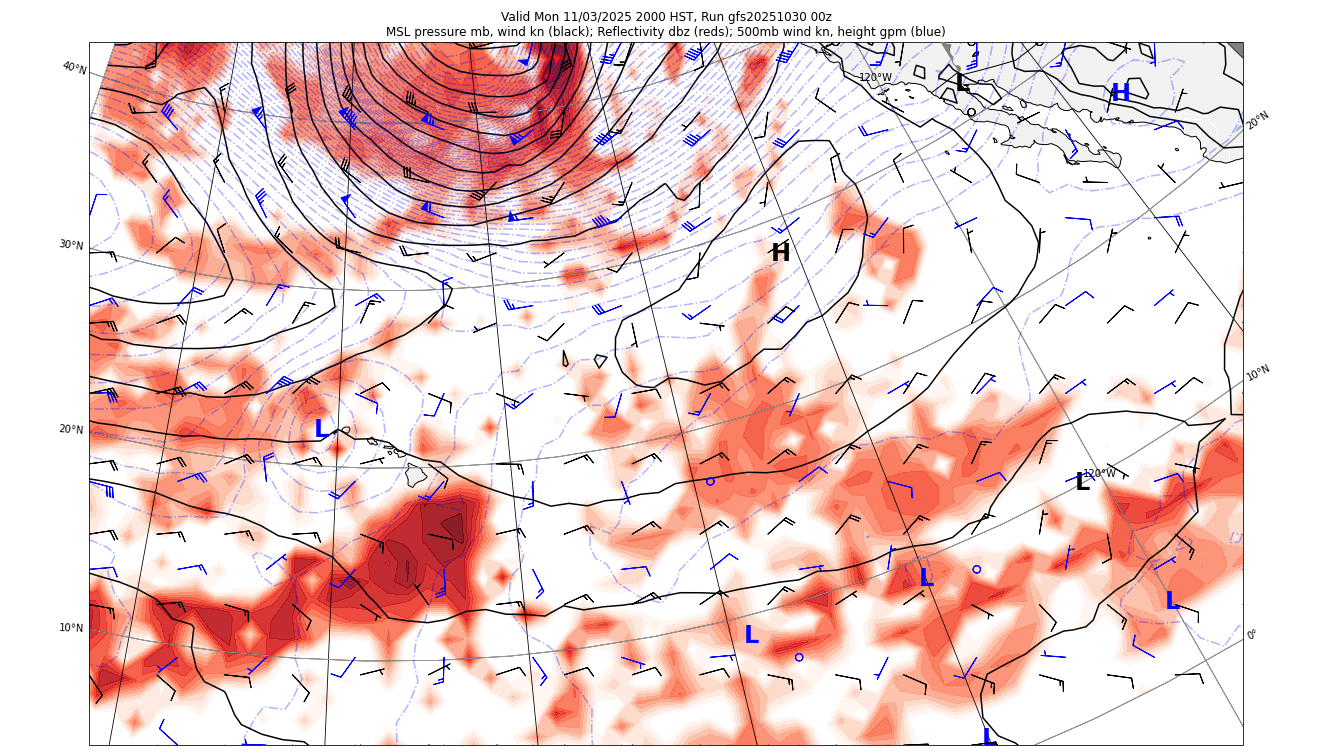 Valid Mon 11/03/2025 2000 HST, Run gfs20251030 00z
MSL pressure mb, wind kn (black); Reflectivity dbz (reds); 500mb wind kn, height gpm (blue)
40°N
120°W
L
H
20°N
30°N
H
10°N
20°N
L
120°W
L
L
L
10°N
L
0°
L